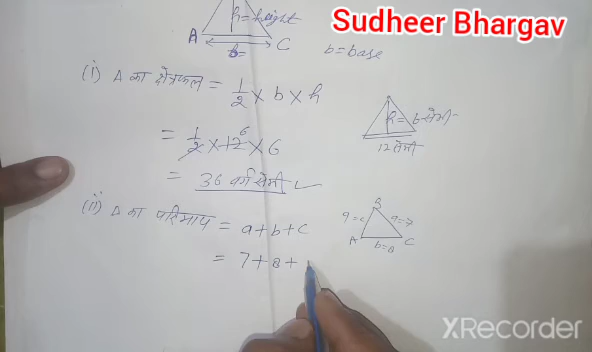 Sudheer Bhargav
h = height
A
C
b =
b = base
(i) Δ का क्षेत्रफल = 1/2 × b × h
h = 6 सेमी
12 सेमी
= 1/2 × 12 6 × 6
= 36 वर्ग सेमी ✓
(ii) Δ का परिमाप = a + b + c
B
A
b = 8
C
= 7 + 8 +
XRecorder